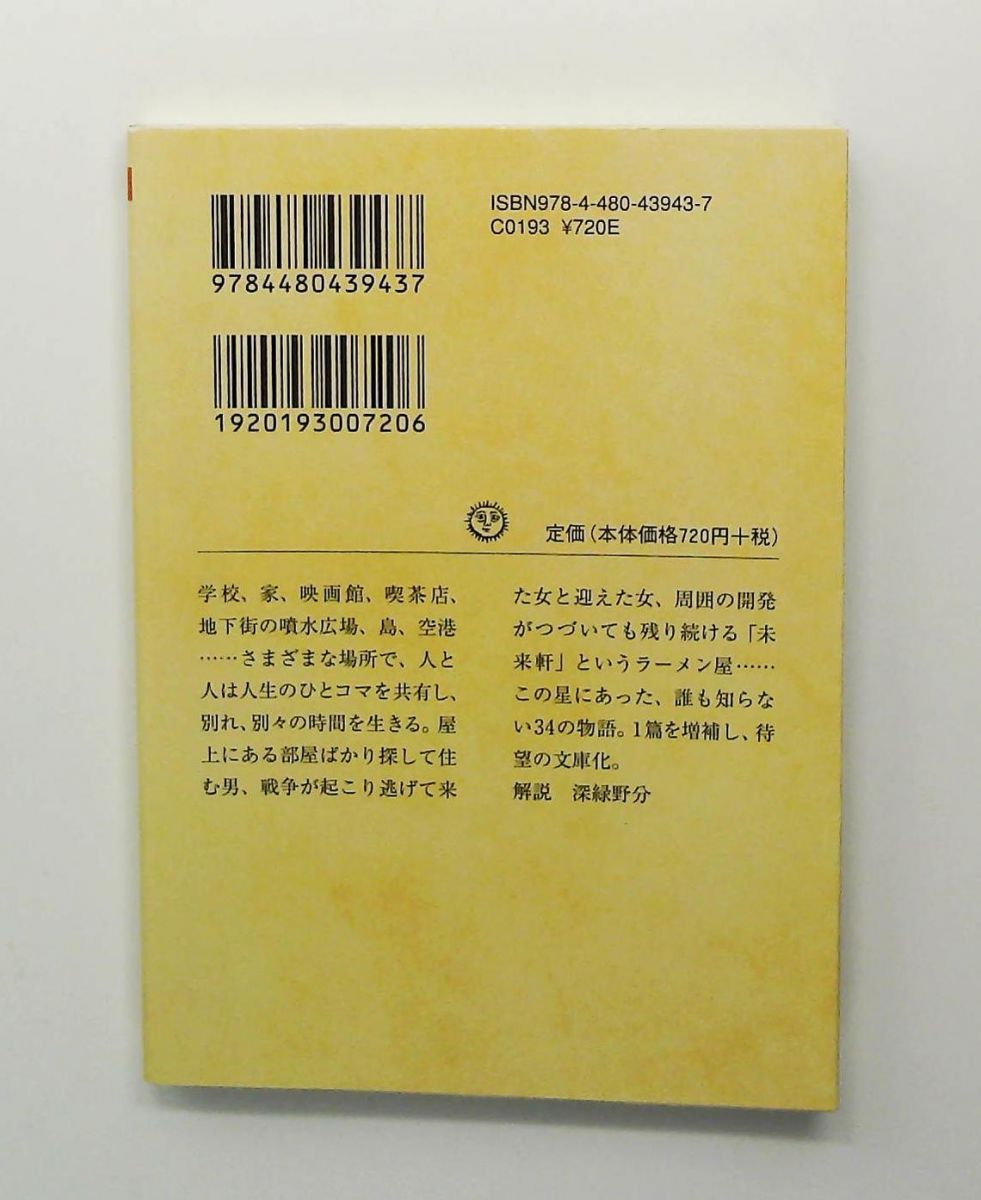 ISBN978-4-480-43943-7
C0193 ¥720E
9784480439437
1920193007206
定価(本体価格720円+税)
学校、家、映画館、喫茶店、
地下街の噴水広場、島、空港
……さまざまな場所で、人と
人は人生のひとコマを共有し、
別れ、別々の時間を生きる。屋
上にある部屋ばかり探して住
む男、戦争が起こり逃げて来
た女と迎えた女、周囲の開発
がつづいても残り続ける「未
来軒」というラーメン屋……
この星にあった、誰も知らな
い34の物語。1篇を増補し、待
望の文庫化。
解説 深緑野分